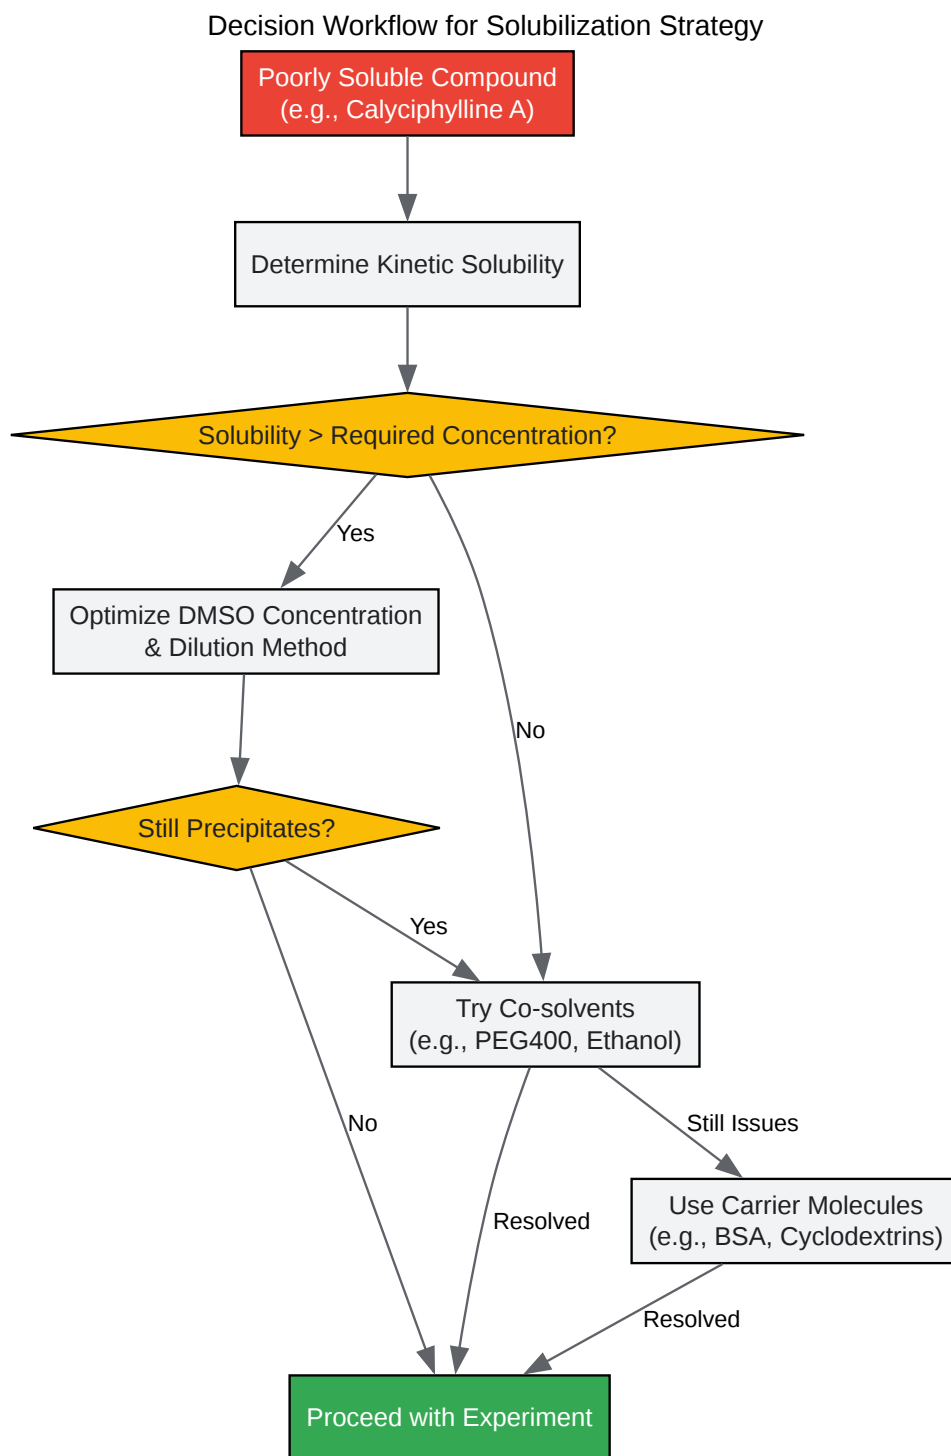 Decision Workflow for Solubilization Strategy
Poorly Soluble Compound
(e.g., Calyciphylline A)
Determine Kinetic Solubility
Solubility > Required Concentration?
Yes
Optimize DMSO Concentration
& Dilution Method
No
Still Precipitates?
Yes
Try Co-solvents
(e.g., PEG400, Ethanol)
No
Still Issues
Use Carrier Molecules
(e.g., BSA, Cyclodextrins)
Resolved
Resolved
Proceed with Experiment